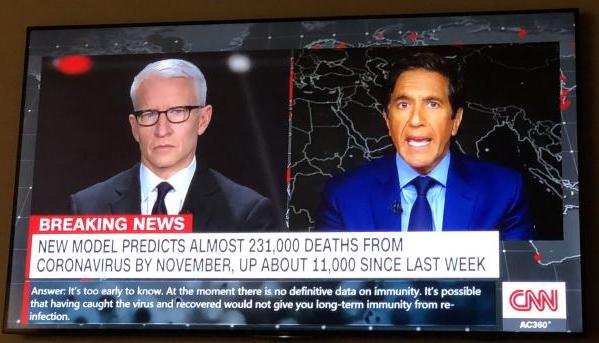 BREAKING NEWS
NEW MODEL PREDICTS ALMOST 231,000 DEATHS FROM
CORONAVIRUS BY NOVEMBER, UP ABOUT 11,000 SINCE LAST WEEK
Answer: It's too early to know. At the moment there is no definitive data on immunity. It's possible
that having caught the virus and recovered would not give you long-term immunity from re-
infection.
CNN
AC360°